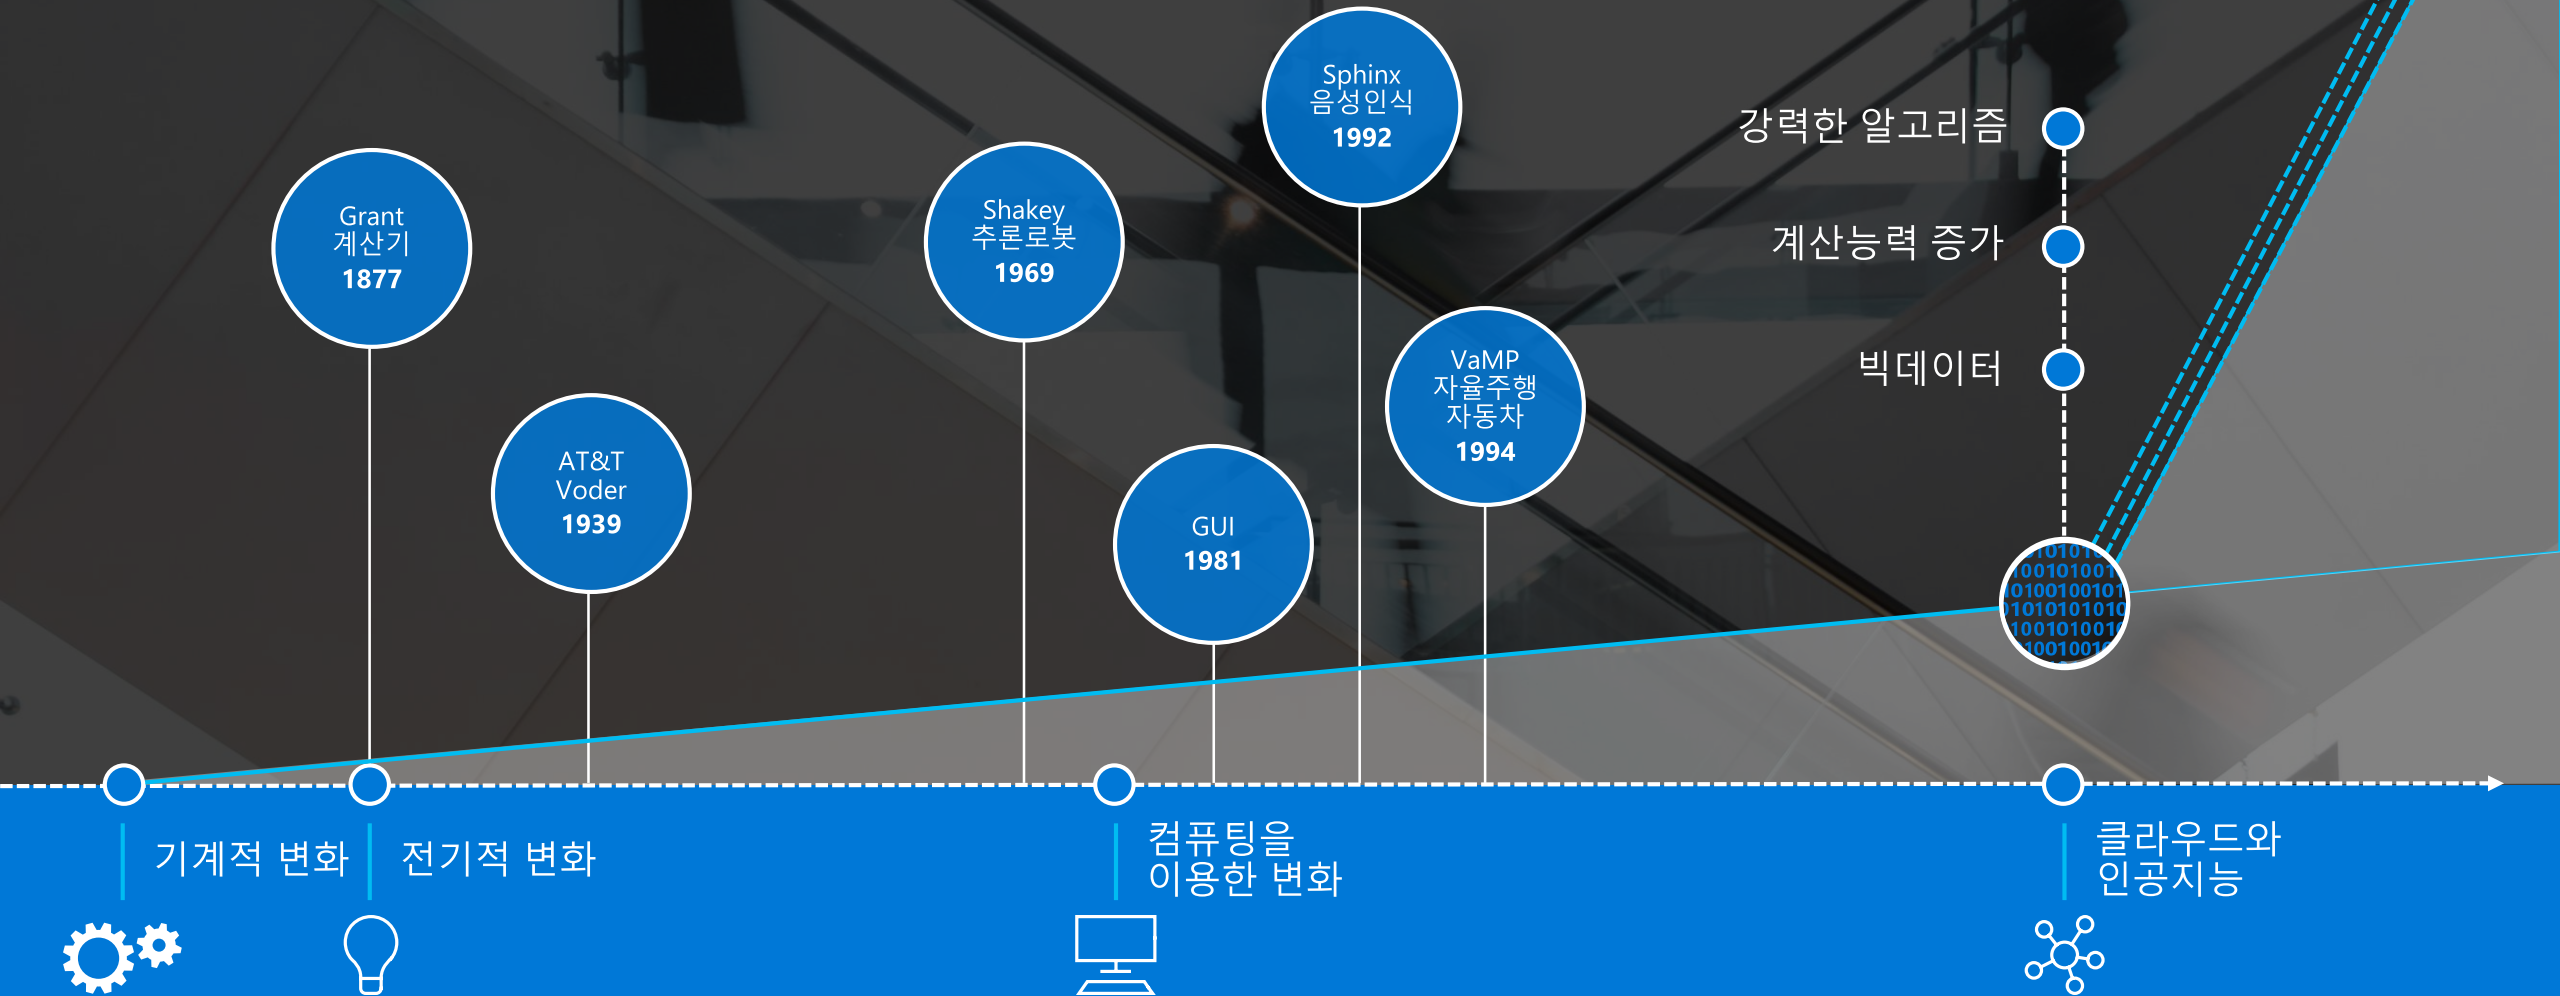 Grant
계산기
1877
AT&T
Voder
1939
Shakey
추론로봇
1969
GUI
1981
Sphinx
음성인식
1992
VaMP
자율주행
자동차
1994
강력한 알고리즘
계산능력 증가
빅데이터
기계적 변화
전기적 변화
컴퓨팅을
이용한 변화
클라우드와
인공지능